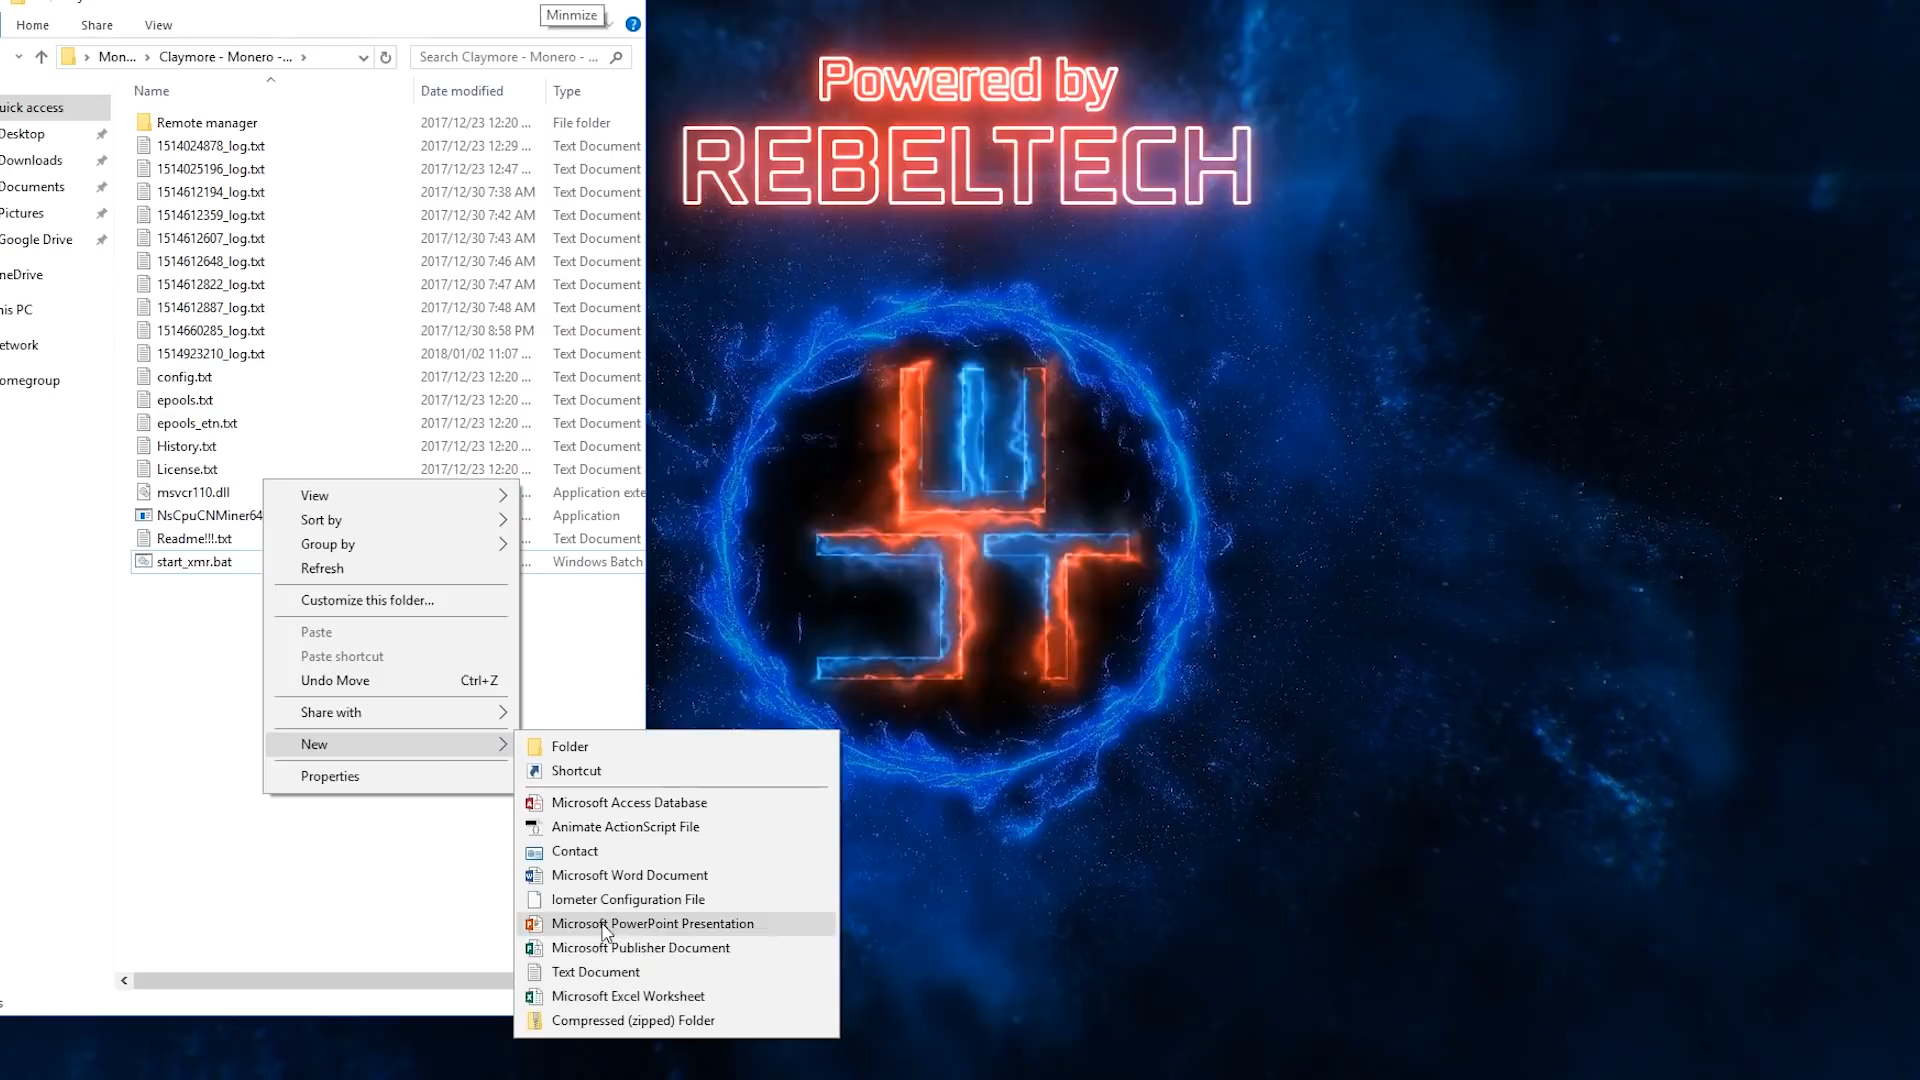 Minmize
Home Share View
Mon... Claymore - Monero -... Search Claymore - Monero - ...
Name Date modified Type
uick access
Desktop
Downloads
Documents
Pictures
Google Drive
neDrive
his PC
etwork
omegroup
Remote manager 2017/12/23 12:20 ... File folder
1514024878_log.txt 2017/12/23 12:29 ... Text Document
1514025196_log.txt 2017/12/23 12:47 ... Text Document
1514612194_log.txt 2017/12/30 7:38 AM Text Document
1514612359_log.txt 2017/12/30 7:42 AM Text Document
1514612607_log.txt 2017/12/30 7:43 AM Text Document
1514612648_log.txt 2017/12/30 7:46 AM Text Document
1514612822_log.txt 2017/12/30 7:47 AM Text Document
1514612887_log.txt 2017/12/30 7:48 AM Text Document
1514660285_log.txt 2017/12/30 8:58 PM Text Document
1514923210_log.txt 2018/01/02 11:07 ... Text Document
config.txt 2017/12/23 12:20 ... Text Document
epools.txt 2017/12/23 12:20 ... Text Document
epools_etn.txt 2017/12/23 12:20 ... Text Document
History.txt 2017/12/23 12:20 ... Text Document
License.txt 2017/12/23 12:20 ... Text Document
msvcr110.dll ... Application exte
NsCpuCNMiner64 ... Application
Readme!!!.txt ... Text Document
start_xmr.bat ... Windows Batch
View
Sort by
Group by
Refresh
Customize this folder...
Paste
Paste shortcut
Undo Move Ctrl+Z
Share with
New
Properties
Folder
Shortcut
Microsoft Access Database
Animate ActionScript File
Contact
Microsoft Word Document
Iometer Configuration File
Microsoft PowerPoint Presentation
Microsoft Publisher Document
Text Document
Microsoft Excel Worksheet
Compressed (zipped) Folder
Powered by
REBELTECH